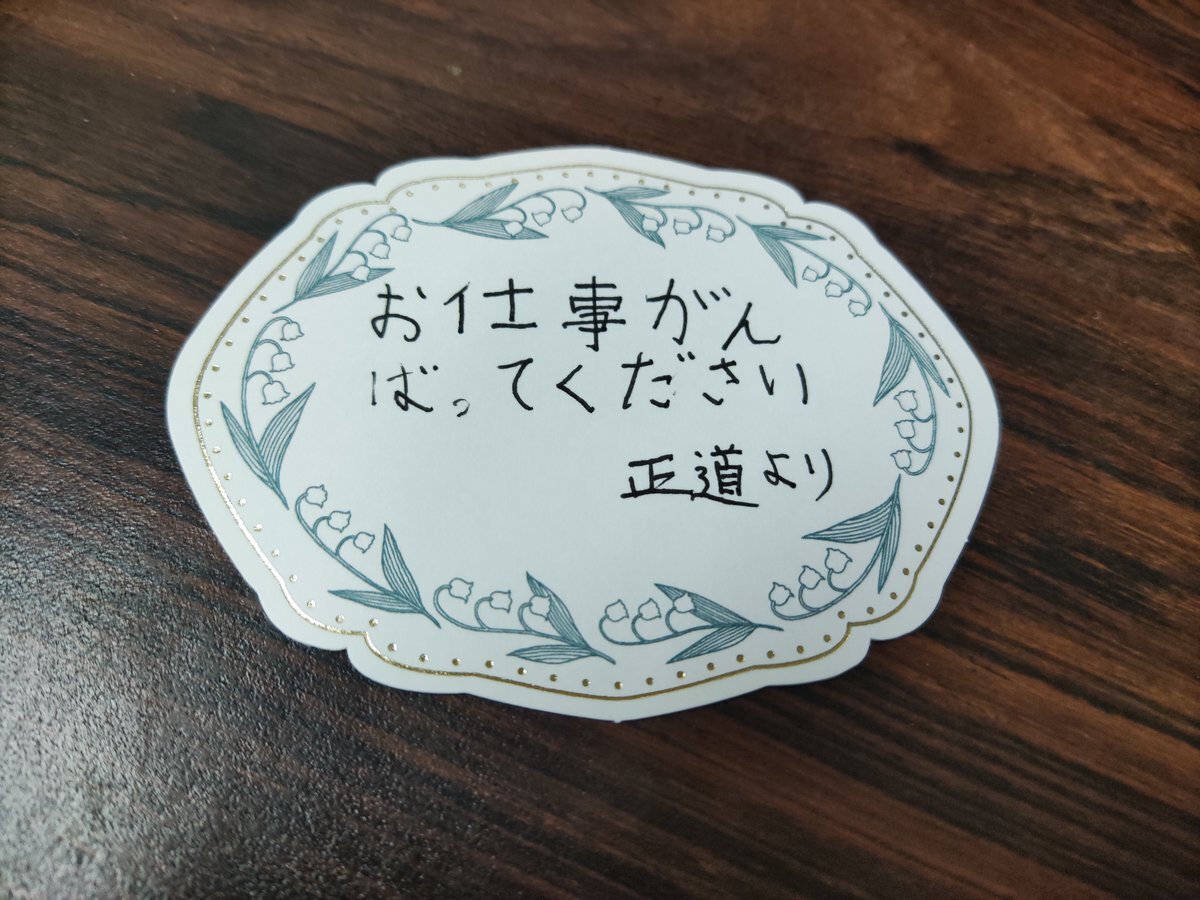 お仕事がん
ばってください
正道より